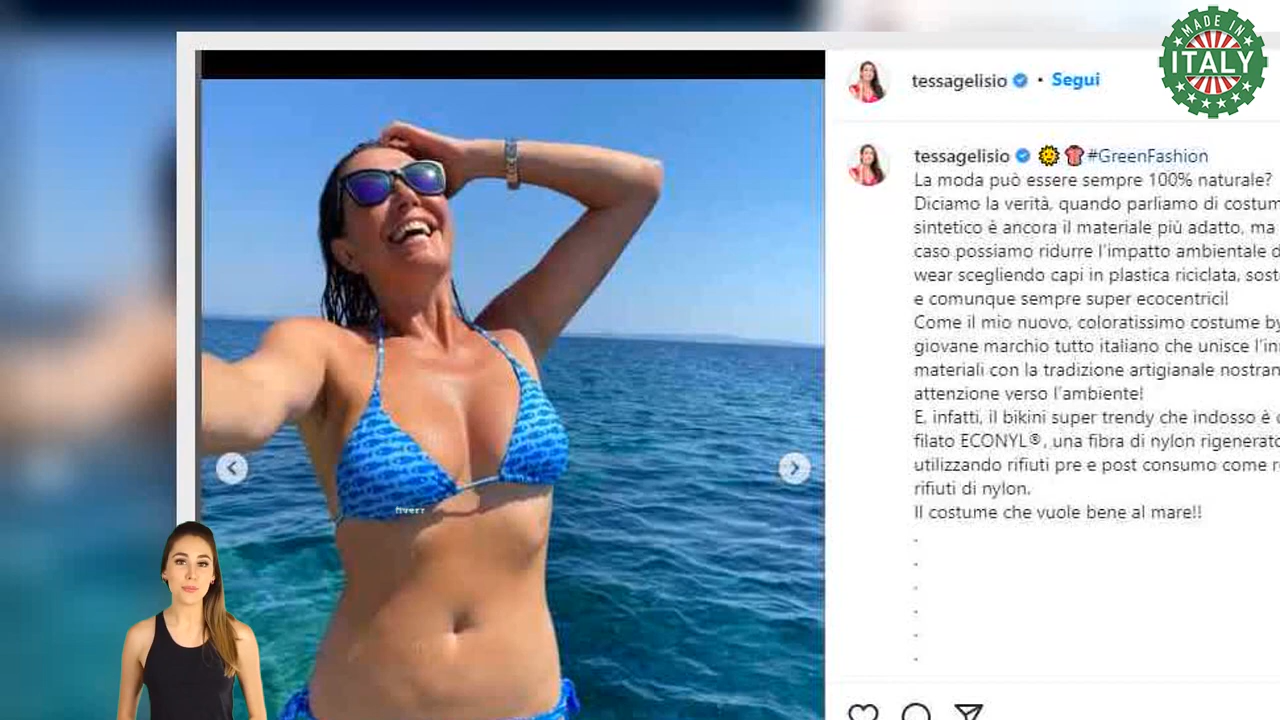 MADE IN
ITALY
tessagelisio • Segui
tessagelisio #GreenFashion
La moda può essere sempre 100% naturale?
Diciamo la verità, quando parliamo di costum
sintetico è ancora il materiale più adatto, ma
caso possiamo ridurre l'impatto ambientale d
wear scegliendo capi in plastica riciclata, sost
e comunque sempre super ecocentrici!
Come il mio nuovo, coloratissimo costume by
giovane marchio tutto italiano che unisce l'in
materiali con la tradizione artigianale nostran
attenzione verso l'ambiente!
E, infatti, il bikini super trendy che indosso è
filato ECONYL®, una fibra di nylon rigenerato
utilizzando rifiuti pre e post consumo come r
rifiuti di nylon.
Il costume che vuole bene al mare!!
.
.
.
.
.
.
fiverr